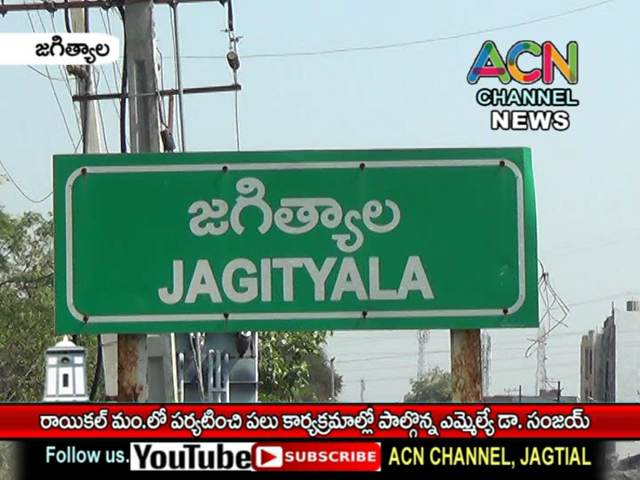 జగిత్యాల
ACN
CHANNEL
NEWS
జగిత్యాల
JAGITYALA
రాయికల్ మం.లో పర్యటించి పలు కార్యక్రమాల్లో పాల్గొన్న ఎమ్మెల్యే డా. సంజయ్
Follow us. YouTube SUBSCRIBE ACN CHANNEL, JAGTIAL